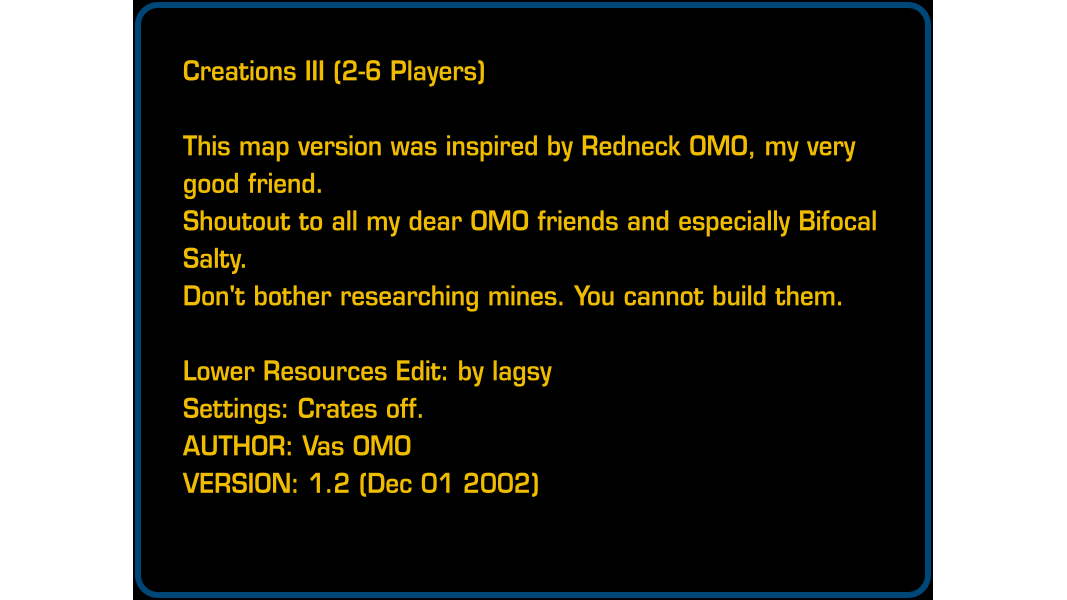 Creations III (2-6 Players)
This map version was inspired by Redneck OMO, my very
good friend.
Shoutout to all my dear OMO friends and especially Bifocal
Salty.
Don't bother researching mines. You cannot build them.
Lower Resources Edit: by lagsy
Settings: Crates off.
AUTHOR: Vas OMO
VERSION: 1.2 (Dec 01 2002)